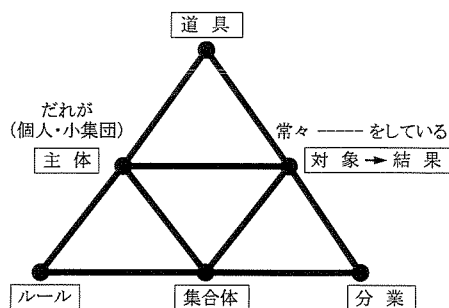 道具
だれが
(個人・小集団)
常々 ----- をしている
主体
対象→結果
ルール
集合体
分業